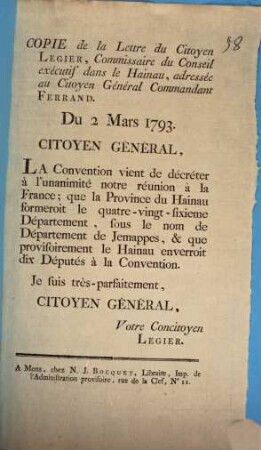 38
COPIE de la Lettre du Citoyen
LEGIER, Commissaire du Conseil
exécutif dans le Hainau, adressée
au Citoyen Général Commandant
FERRAND.
Du 2 Mars 1793.
CITOYEN GÉNÉRAL,
LA Convention vient de décréter
à l'unanimité notre réunion à la
France; que la Province du Hainau
formeroit le quatre-vingt-ſixieme
Département, ſous le nom de
Département de Jemappes, & que
proviſoirement le Hainau enverroit
dix Députés à la Convention.
Je ſuis très-parfaitement,
CITOYEN GÉNÉRAL,
Votre Concitoyen
LEGIER.
A Mons, chez N. J. BOCQUET, Libraire, Imp. de
l'Adminiſtration proviſoire, rue de la Clef, N° 11.